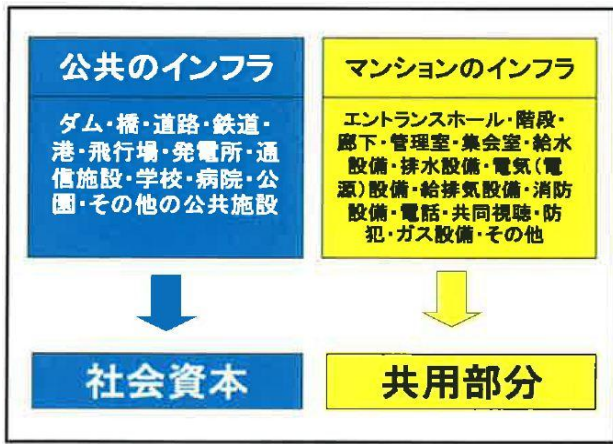 公共のインフラ
ダム・橋・道路・鉄道・
港・飛行場・発電所・通
信施設・学校・病院・公
園・その他の公共施設
社会資本
マンションのインフラ
エントランスホール・階段・
廊下・管理室・集会室・給水
設備・排水設備・電気(電
源)設備・給排気設備・消防
設備・電話・共同視聴・防
犯・ガス設備・その他
共用部分